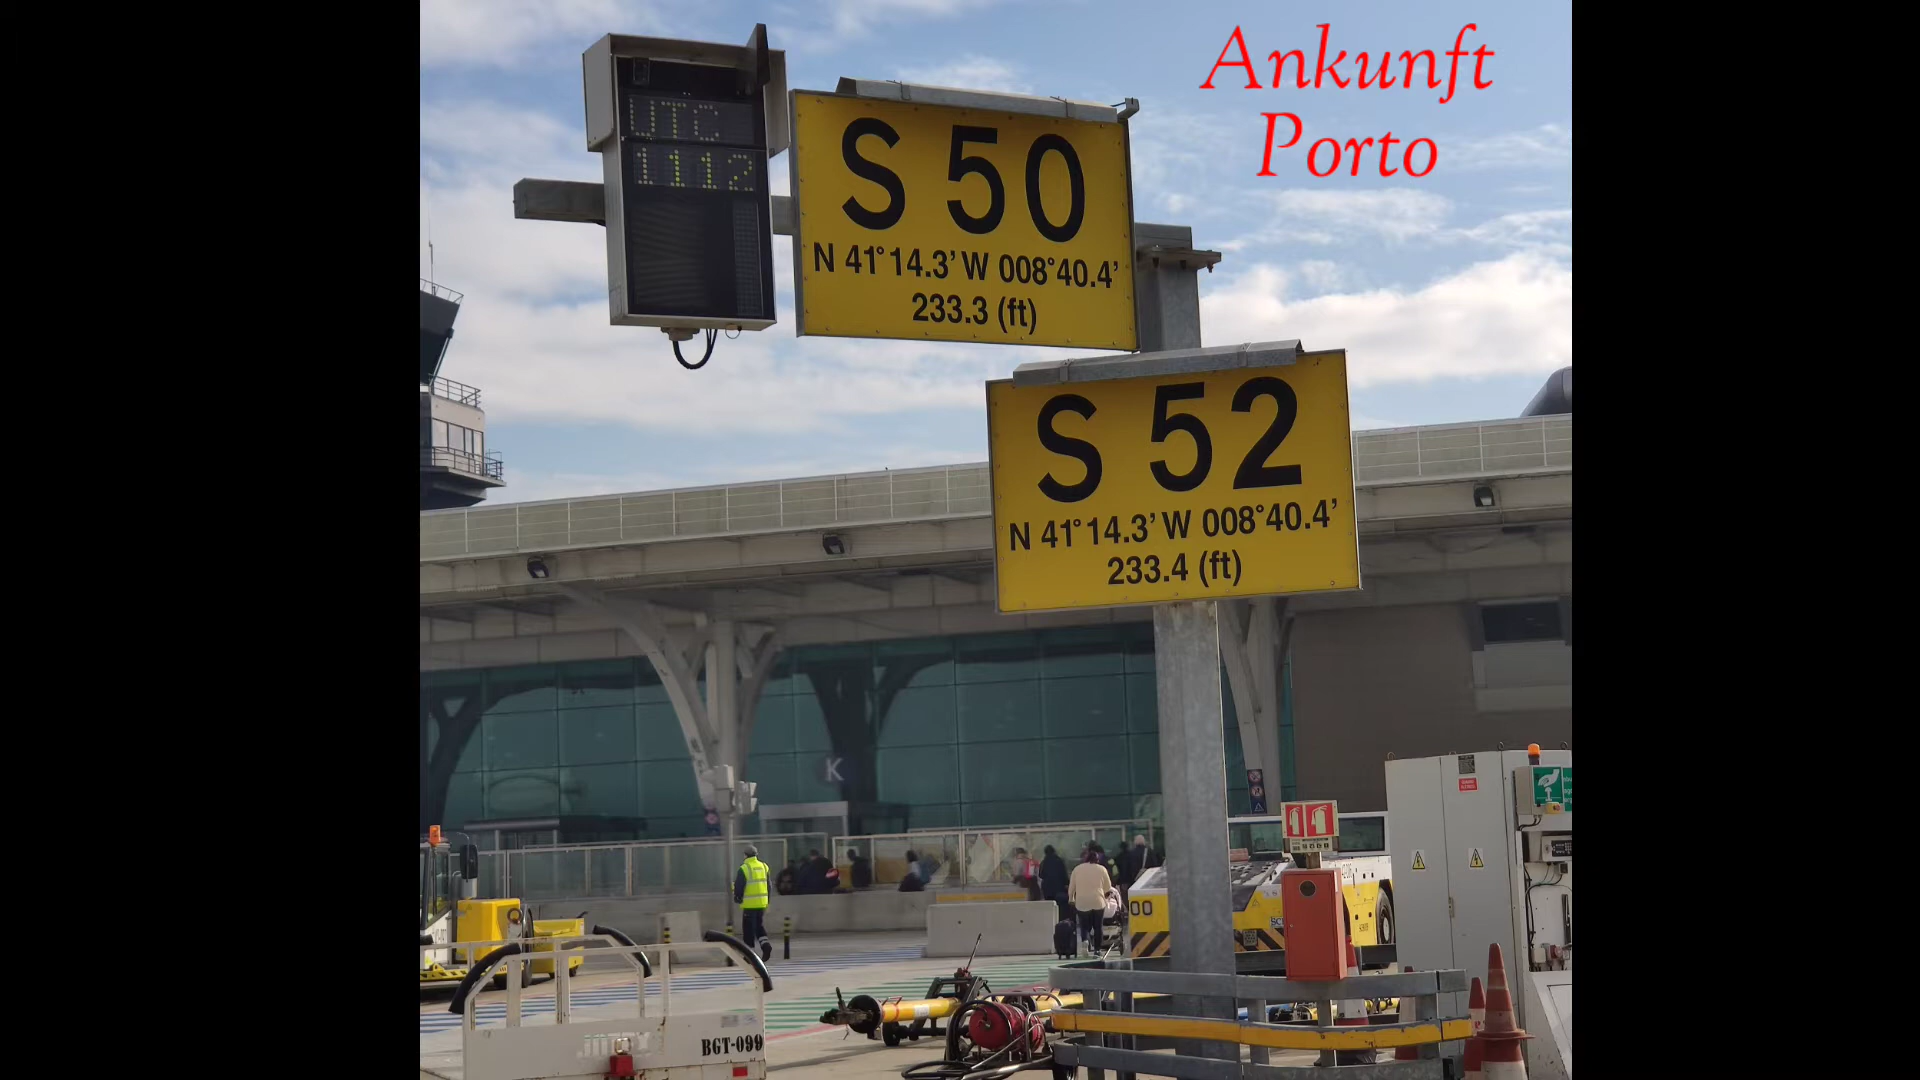 Ankunft
Porto
UTC
1112
S 50
N 41°14.3' W 008°40.4'
233.3 (ft)
S 52
N 41°14.3' W 008°40.4'
233.4 (ft)
K
00
BGT-099